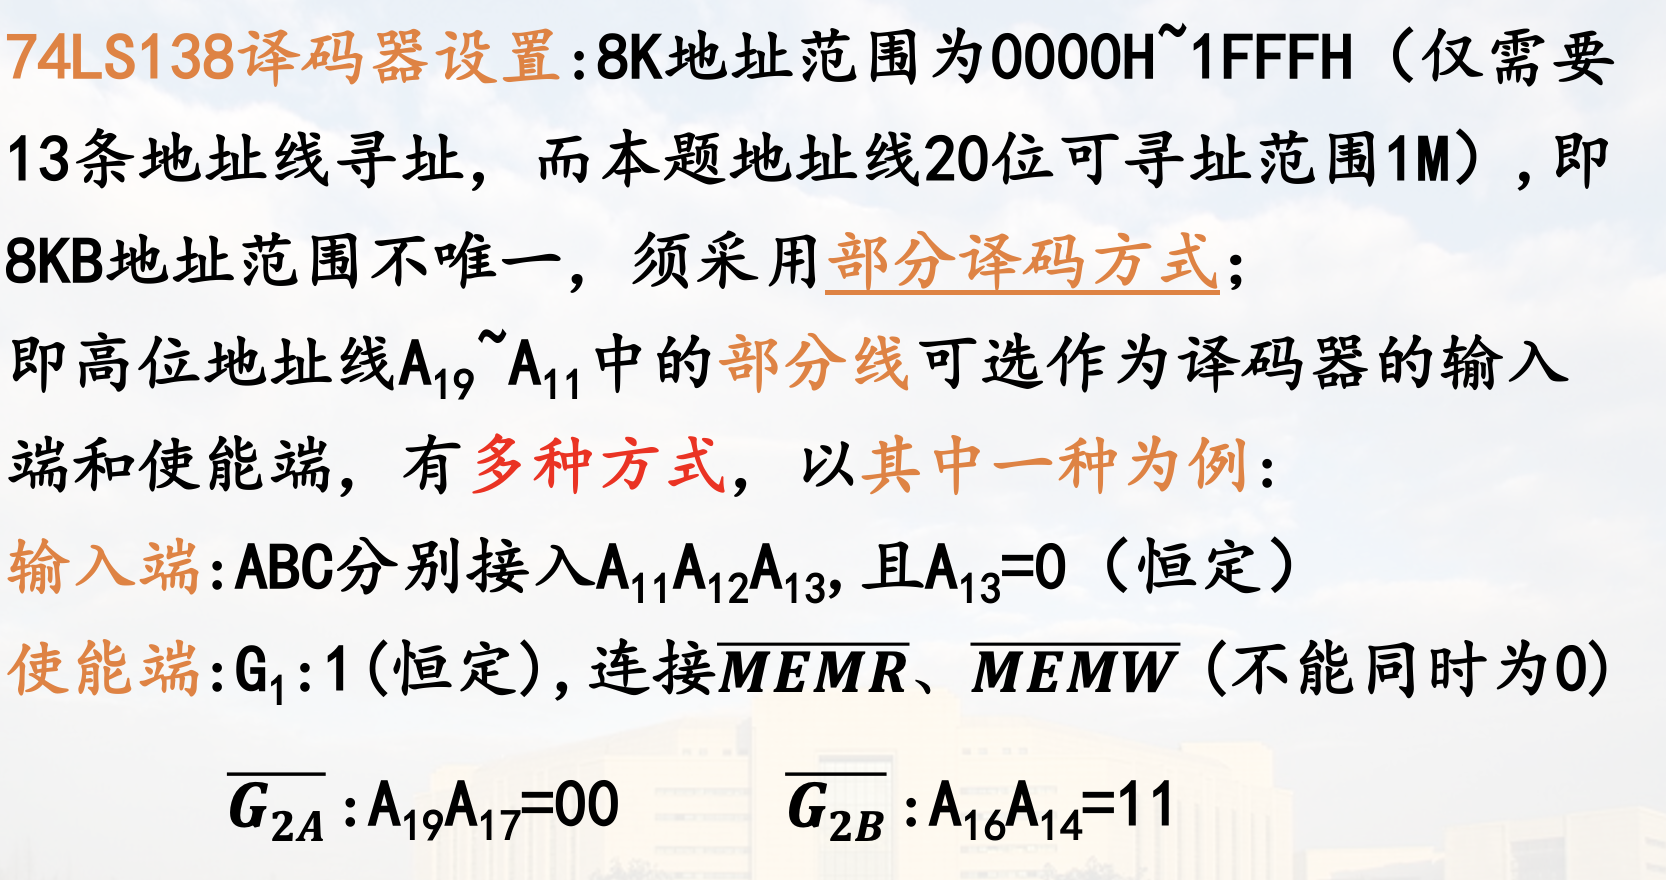 74LS138译码器设置:8K地址范围为0000H~1FFFH（仅需要
13条地址线寻址，而本题地址线20位可寻址范围1M）,即
8KB地址范围不唯一，须采用部分译码方式；
即高位地址线A₁₉~A₁₁中的部分线可选作为译码器的输入
端和使能端，有多种方式，以其中一种为例：
输入端:ABC分别接入A₁₁A₁₂A₁₃,且A₁₃=0（恒定）
使能端:G₁:1(恒定),连接M̅E̅M̅R̅、M̅E̅M̅W̅(不能同时为0)
G̅₂̅A̅:A₁₉A₁₇=00 G̅₂̅B̅:A₁₆A₁₄=11